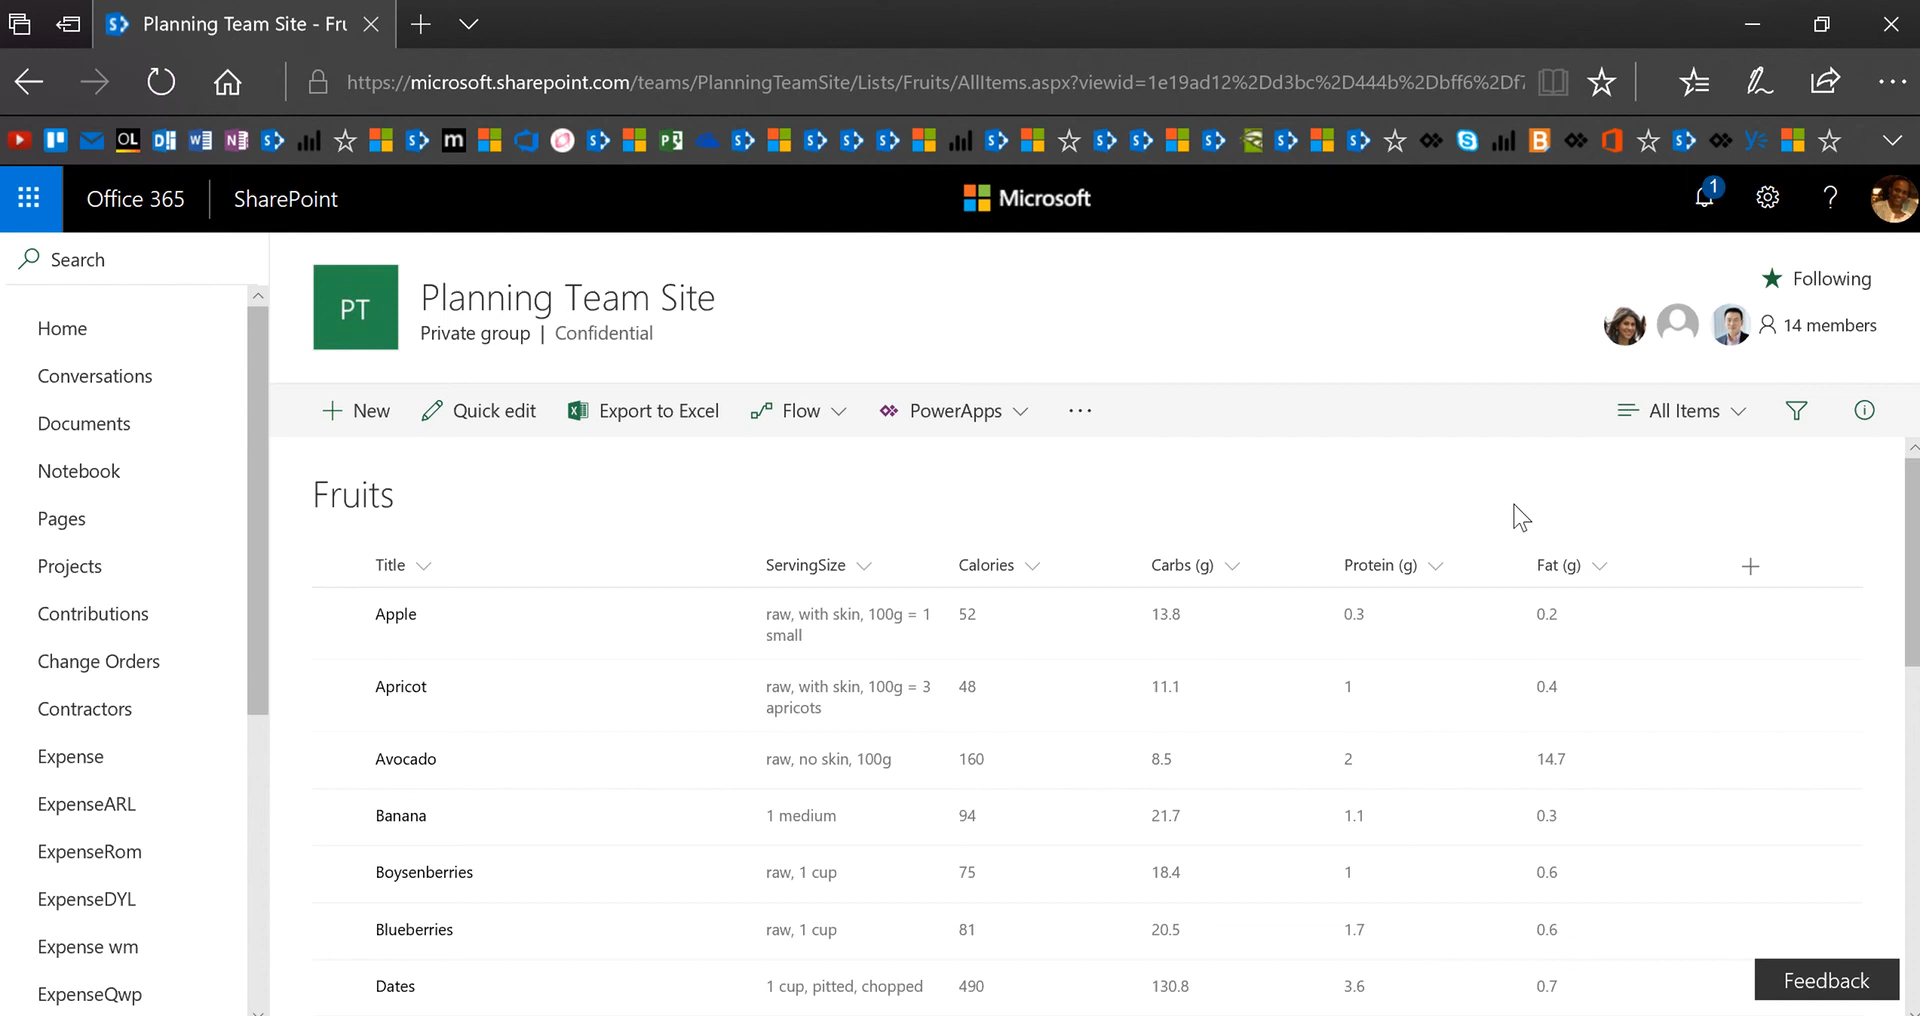 Planning Team Site - Fru
https://microsoft.sharepoint.com/teams/PlanningTeamSite/Lists/Fruits/AllItems.aspx?viewid=1e19ad12%2Dd3bc%2D444b%2Dbff6%2Df7
OL
m
Office 365
SharePoint
Microsoft
1
?
Search
Home
Conversations
Documents
Notebook
Pages
Projects
Contributions
Change Orders
Contractors
Expense
ExpenseARL
ExpenseRom
ExpenseDYL
Expense wm
ExpenseQwp
PT
Planning Team Site
Private group | Confidential
Following
14 members
New
Quick edit
Export to Excel
Flow
PowerApps
All Items
Fruits
Title ServingSize Calories Carbs (g) Protein (g) Fat (g)
Apple raw, with skin, 100g = 1 52 13.8 0.3 0.2
small
Apricot raw, with skin, 100g = 3 48 11.1 1 0.4
apricots
Avocado raw, no skin, 100g 160 8.5 2 14.7
Banana 1 medium 94 21.7 1.1 0.3
Boysenberries raw, 1 cup 75 18.4 1 0.6
Blueberries raw, 1 cup 81 20.5 1.7 0.6
Dates 1 cup, pitted, chopped 490 130.8 3.6 0.7
Feedback